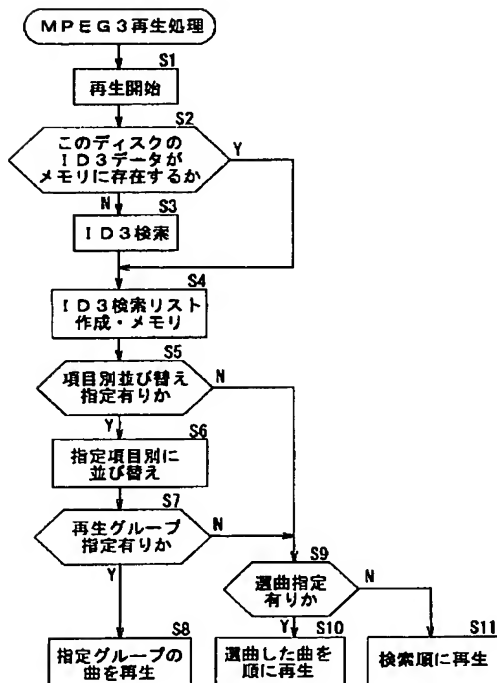 MPEG3再生処理
S1
再生開始
S2
このディスクの
ID3データが
メモリに存在するか
Y
N
S3
ID3検索
S4
ID3検索リスト
作成・メモリ
S5
項目別並び替え
指定有りか
N
Y
S6
指定項目別に
並び替え
S7
再生グループ
指定有りか
N
Y
S9
選曲指定
有りか
N
Y
S8
指定グループの
曲を再生
S10
選曲した曲を
順に再生
S11
検索順に再生